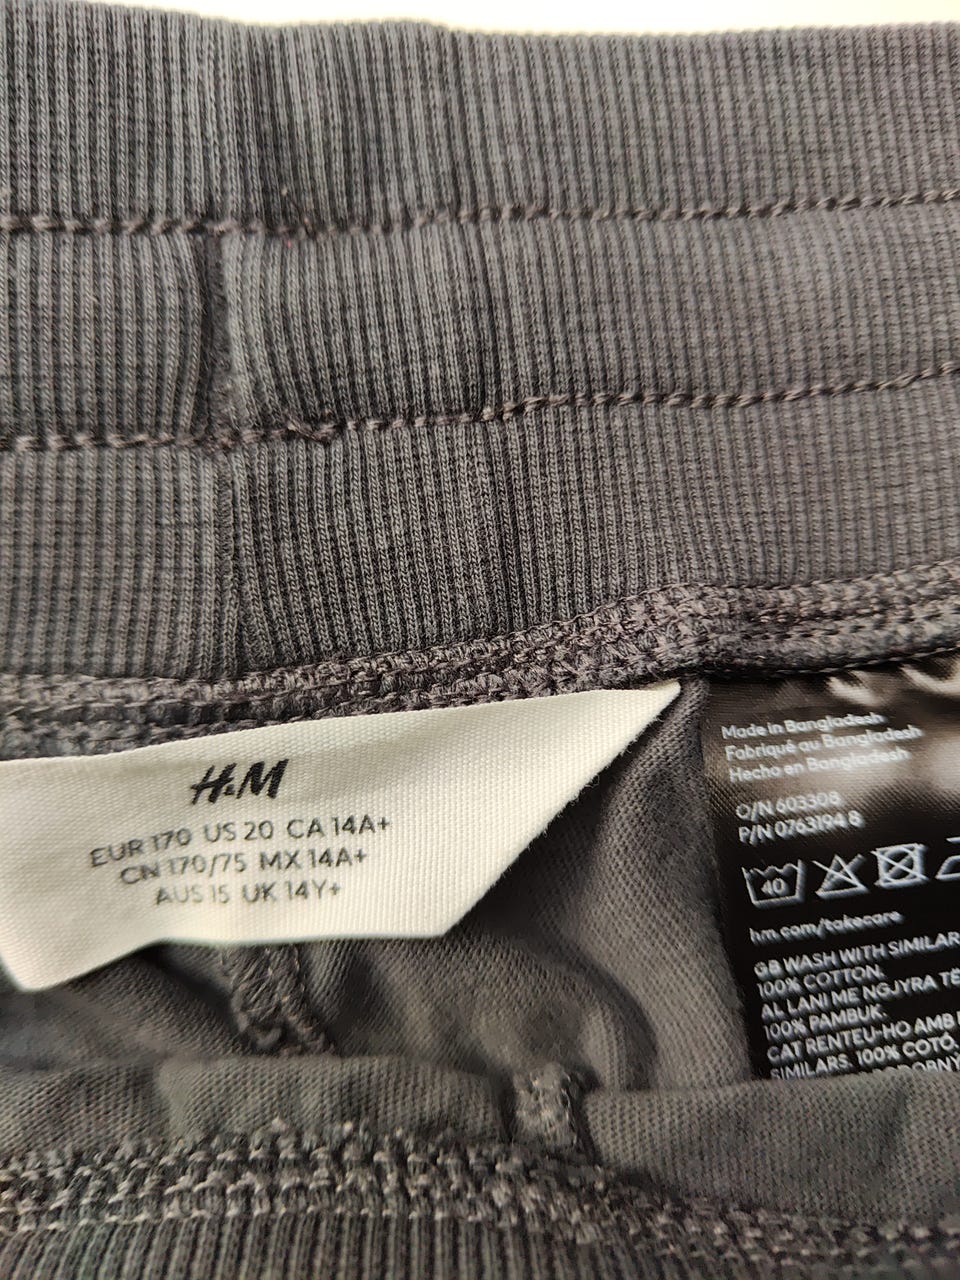 H&M
EUR 170 US 20 CA 14A+
CN 170/75 MX 14A+
AUS 15 UK 14Y+
Made in Bangladesh
Fabriqué au Bangladesh
Hecho en Bangladesh
O/N 603308
P/N 0763194 8
40
hm.com/takecare
GB WASH WITH SIMILAR
100% COTTON.
AL LANI ME NGJYRA TË
100% PAMBUK.
CAT RENTEU-HO AMB
SIMILARS. 100% COTÓ.